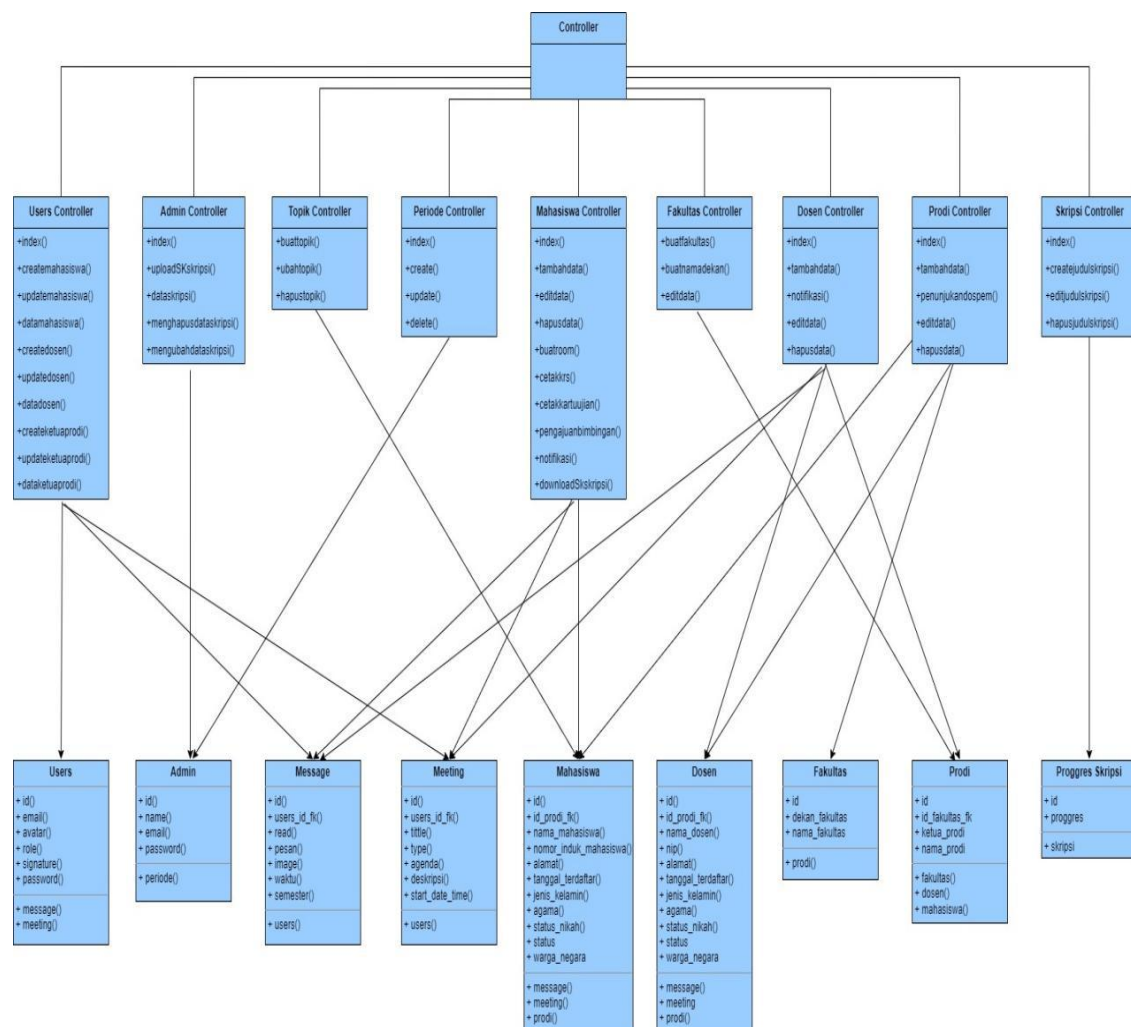 Controller
Users Controller
+index()
+createmahasiswa()
+updatemahasiswa()
+datamahasiswa()
+createdosen()
+updatedosen()
+datadosen()
+createketuaprodi()
+updateketuaprodi()
+dataketuaprodi()
Admin Controller
+index()
+uploadSKskripsi()
+dataskripsi()
+menghapusdataskripsi()
+mengubahdataskripsi()
Topik Controller
+buattopik()
+ubahtopik()
+hapustopik()
Periode Controller
+index()
+create()
+update()
+delete()
Mahasiswa Controller
+index()
+tambahdata()
+editdata()
+hapusdata()
+buatroom()
+cetakkrs()
+cetakkartuujian()
+pengajuanbimbingan()
+notifikasi()
+downloadSkskripsi()
Fakultas Controller
+buatfakultas()
+buatnamadekan()
+editdata()
Dosen Controller
+index()
+tambahdata()
+notifikasi()
+editdata()
+hapusdata()
Prodi Controller
+index()
+tambahdata()
+penunjukandospem()
+editdata()
+hapusdata()
Skripsi Controller
+index()
+createjudulskripsi()
+editjudulskripsi()
+hapusjudulskripsi()
Users
+ id()
+ email()
+ avatar()
+ role()
+ signature()
+ password()
+ message()
+ meeting()
Admin
+ id()
+ name()
+ email()
+ password()
+ periode()
Message
+ id()
+ users_id_fk()
+ read()
+ pesan()
+ image()
+ waktu()
+ semester()
+ users()
Meeting
+ id()
+ users_id_fk()
+ tittle()
+ type()
+ agenda()
+ deskripsi()
+ start_date_time()
+ users()
Mahasiswa
+ id()
+ id_prodi_fk()
+ nama_mahasiswa()
+ nomor_induk_mahasiswa()
+ alamat()
+ tanggal_terdaftar()
+ jenis_kelamin()
+ agama()
+ status_nikah()
+ status
+ warga_negara
+ message()
+ meeting()
+ prodi()
Dosen
+ id()
+ id_prodi_fk()
+ nama_dosen()
+ nip()
+ alamat()
+ tanggal_terdaftar()
+ jenis_kelamin()
+ agama()
+ status_nikah()
+ status
+ warga_negara
+ message()
+ meeting
+ prodi()
Fakultas
+ id
+ dekan_fakultas
+ nama_fakultas
+ prodi()
Prodi
+ id
+ id_fakultas_fk
+ ketua_prodi
+ nama_prodi
+ fakultas()
+ dosen()
+ mahasiswa()
Proggres Skripsi
+ id
+ proggres
+ skripsi